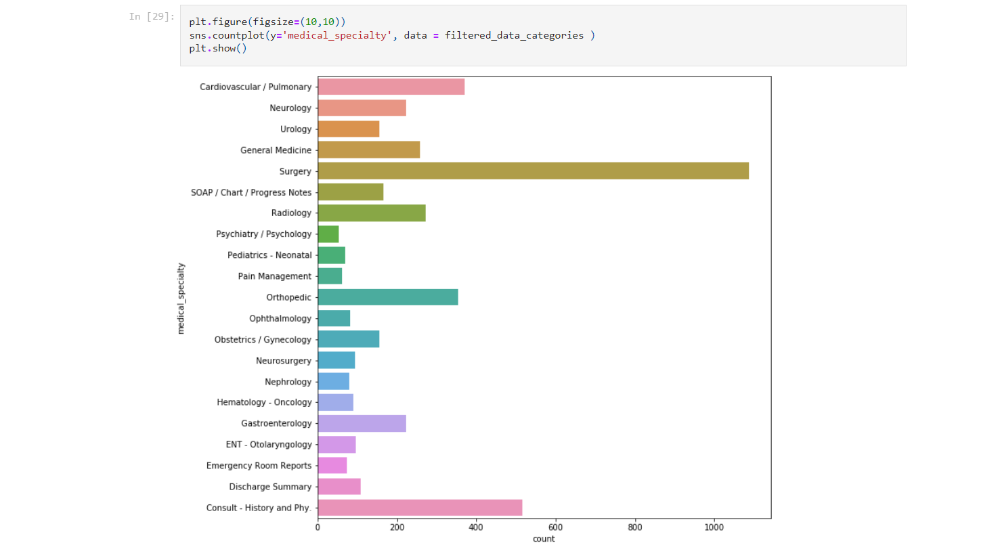 In [29]:
plt.figure(figsize=(10,10))
sns.countplot(y='medical_specialty', data = filtered_data_categories )
plt.show()
Cardiovascular / Pulmonary
Neurology
Urology
General Medicine
Surgery
SOAP / Chart / Progress Notes
Radiology
Psychiatry / Psychology
Pediatrics - Neonatal
Pain Management
Orthopedic
Ophthalmology
Obstetrics / Gynecology
Neurosurgery
Nephrology
Hematology - Oncology
Gastroenterology
ENT - Otolaryngology
Emergency Room Reports
Discharge Summary
Consult - History and Phy.
medical_specialty
0 200 400 600 800 1000
count